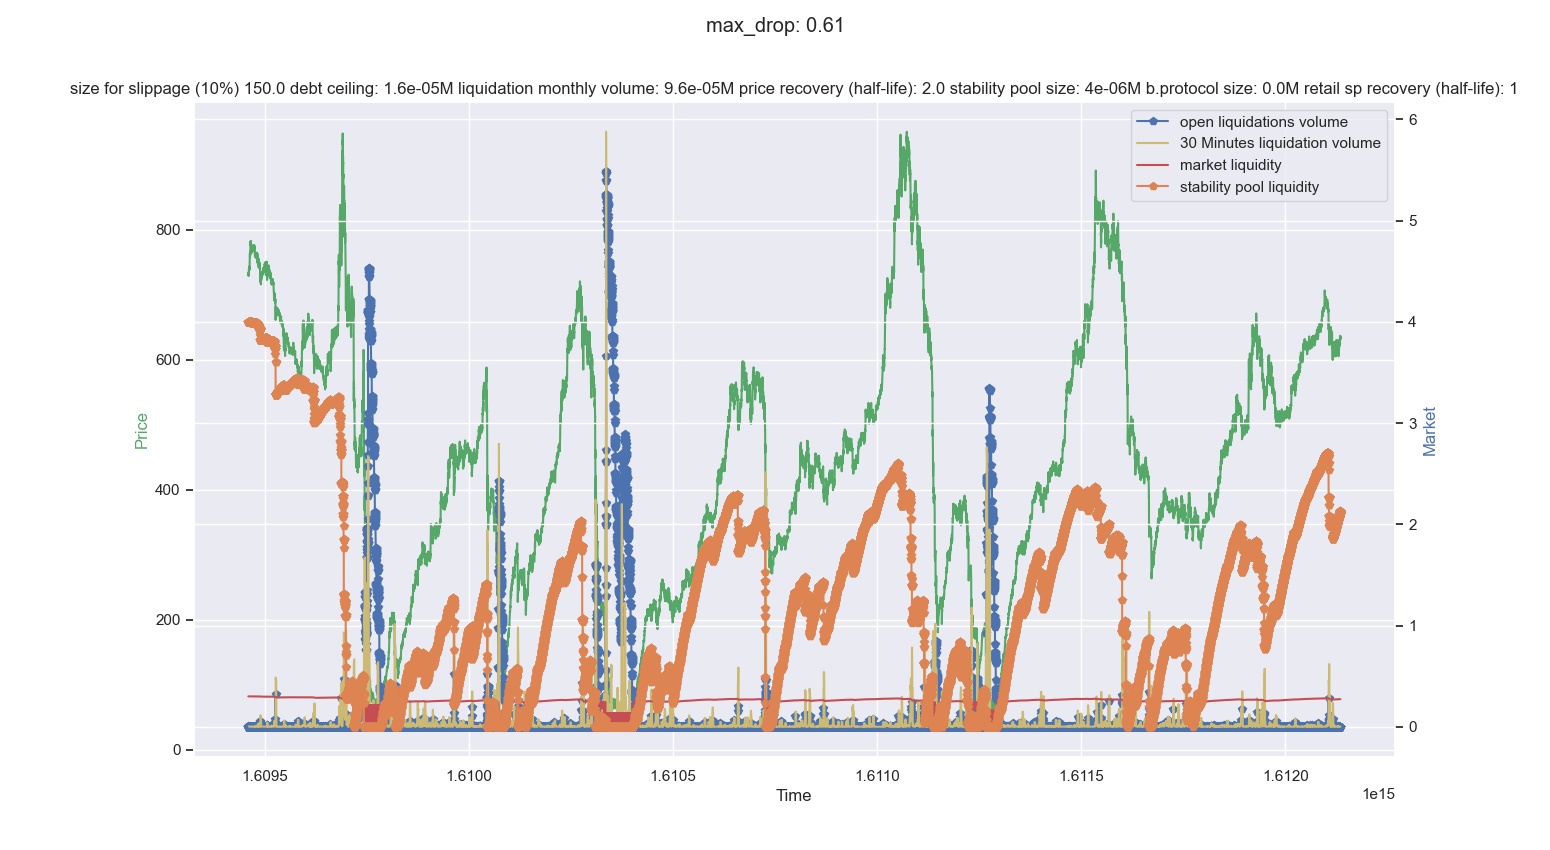 max_drop: 0.61
size for slippage (10%) 150.0 debt ceiling: 1.6e-05M liquidation monthly volume: 9.6e-05M price recovery (half-life): 2.0 stability pool size: 4e-06M b.protocol size: 0.0M retail sp recovery (half-life): 1
open liquidations volume
30 Minutes liquidation volume
market liquidity
stability pool liquidity
800
600
400
200
0
Price
6
5
4
3
2
1
0
Market
1.6095 1.6100 1.6105 1.6110 1.6115 1.6120
1e15
Time